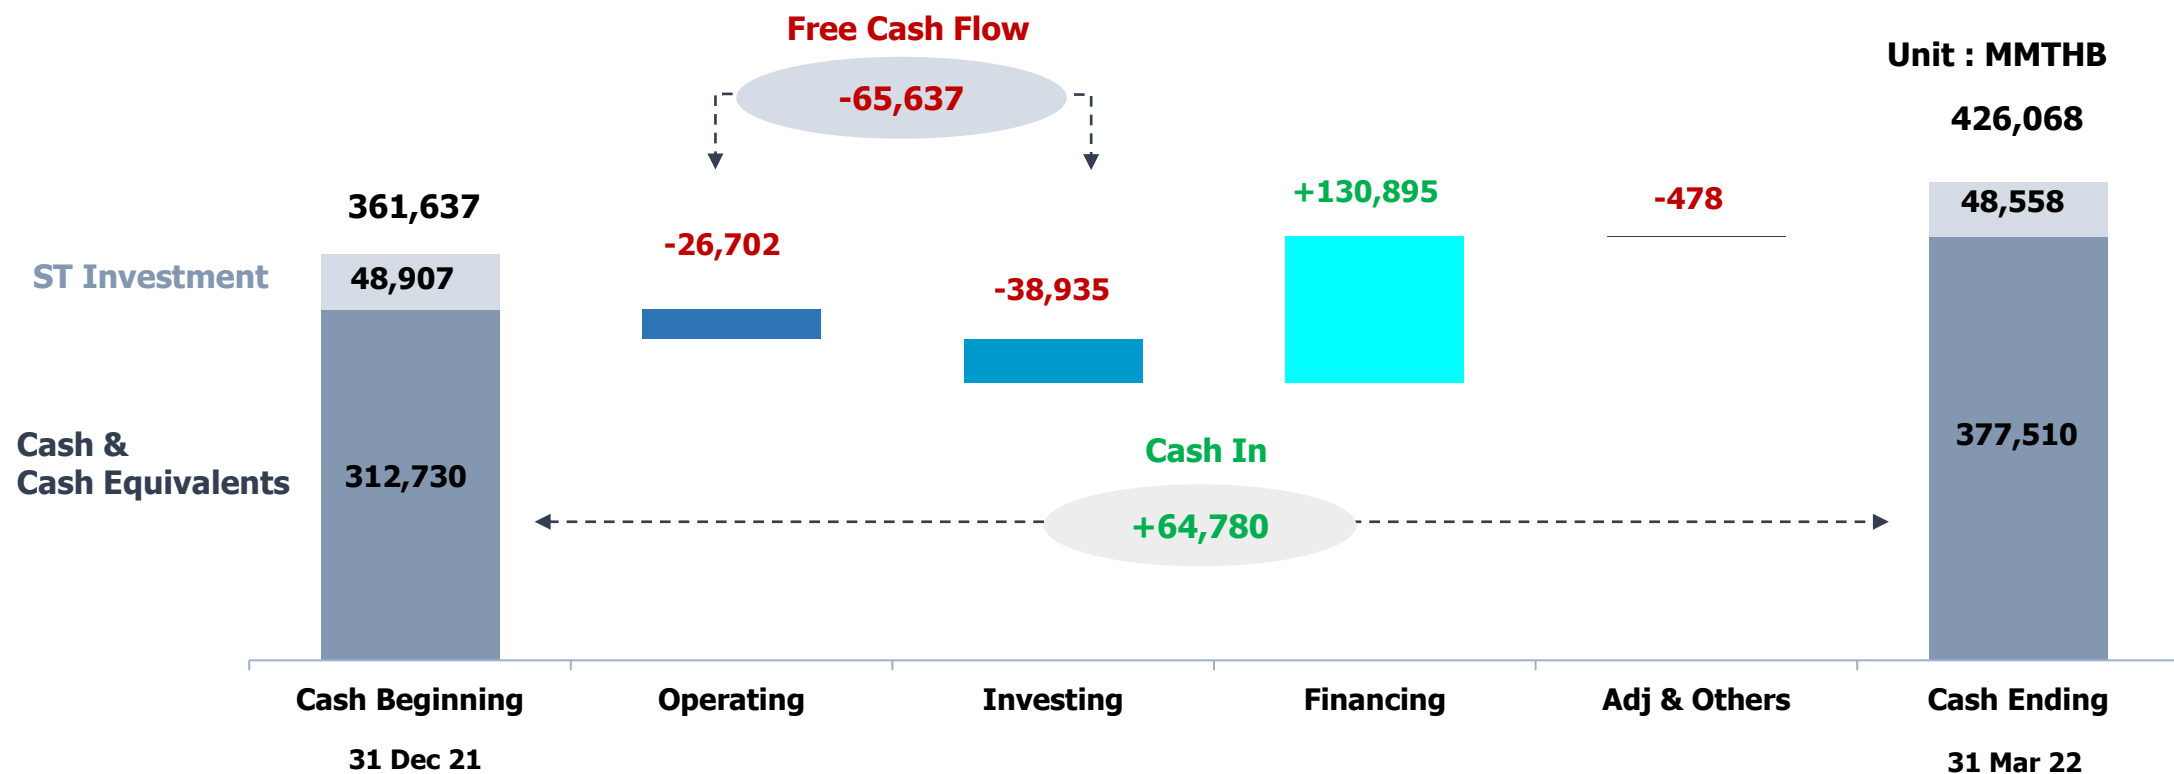 Free Cash Flow
-65,637
Unit : MMTHB
426,068
361,637
+130,895
-478
48,558
-26,702
ST Investment
48,907
-38,935
Cash &
Cash Equivalents
312,730
Cash In
+64,780
377,510
Cash Beginning
Operating
Investing
Financing
Adj & Others
Cash Ending
31 Dec 21
31 Mar 22